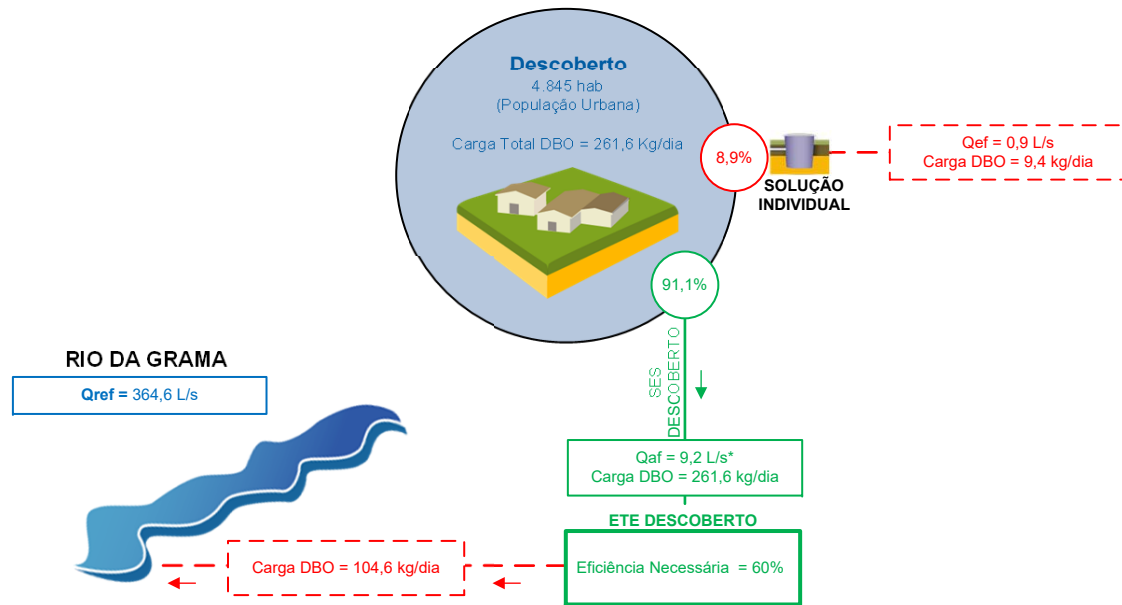 Descoberto
4.845 hab
(População Urbana)
Carga Total DBO = 261,6 Kg/dia
8,9%
SOLUÇÃO
INDIVIDUAL
Qef = 0,9 L/s
Carga DBO = 9,4 kg/dia
91,1%
SES
DESCOBERTO
RIO DA GRAMA
Qref = 364,6 L/s
Qaf = 9,2 L/s*
Carga DBO = 261,6 kg/dia
ETE DESCOBERTO
Eficiência Necessária = 60%
Carga DBO = 104,6 kg/dia